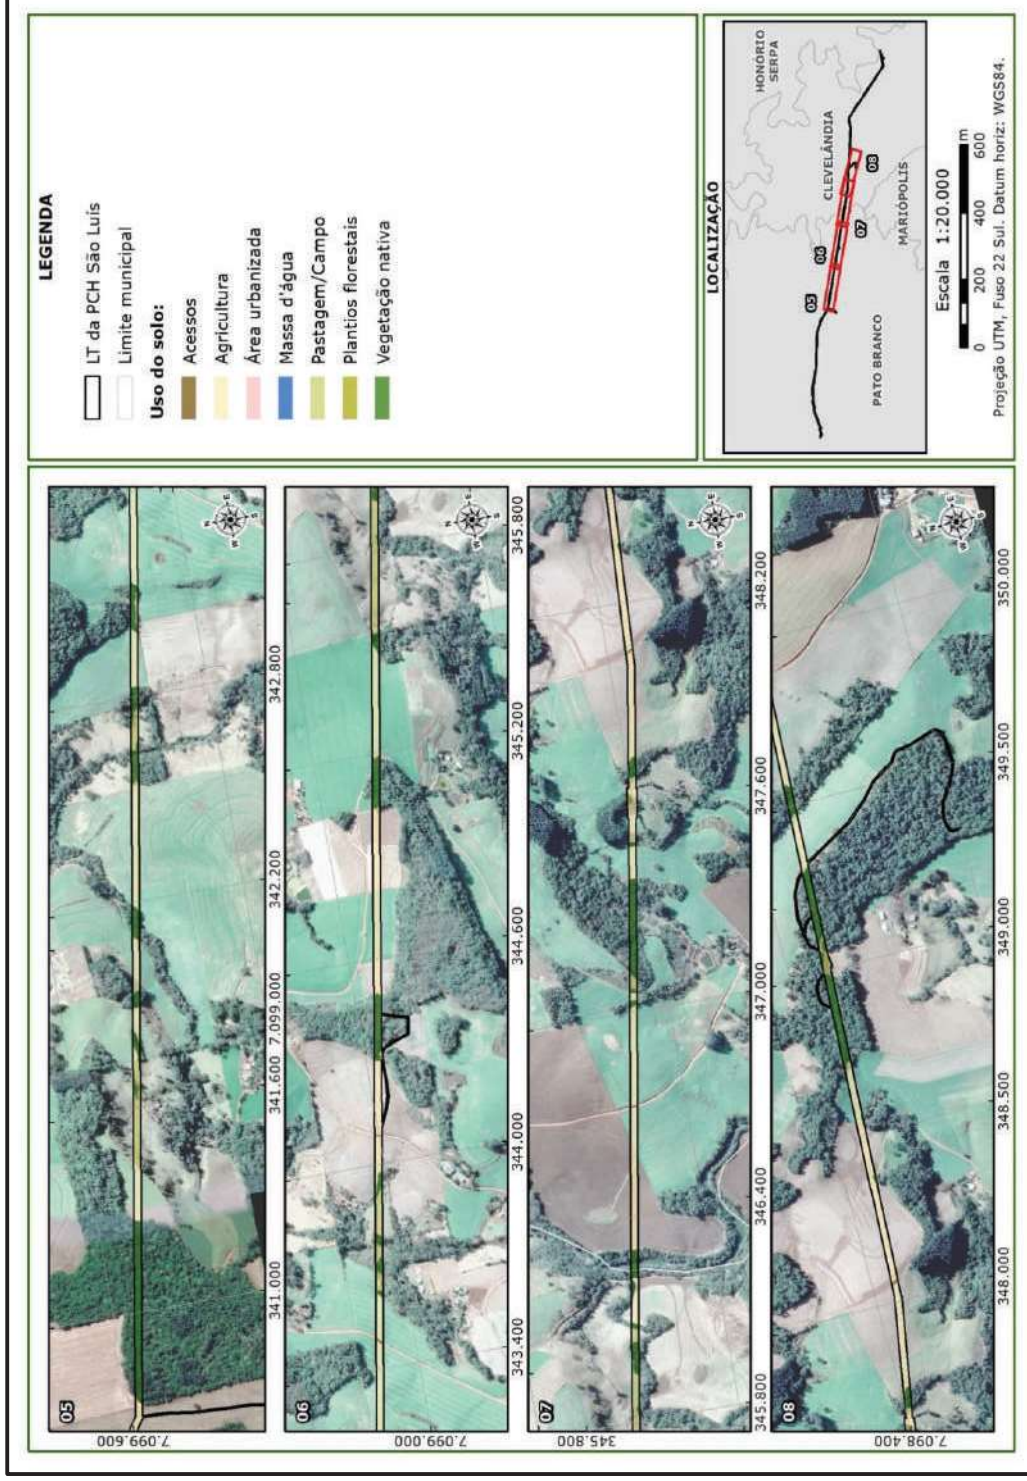 LEGENDA
LT da PCH São Luís
Limite municipal
Uso do solo:
Acessos
Agricultura
Área urbanizada
Massa d'água
Pastagem/Campo
Plantios florestais
Vegetação nativa
LOCALIZAÇÃO
HONÓRIO
SERPA
CLEVELÂNDIA
MARIÓPOLIS
PATO BRANCO
05
06
07
08
Escala 1:20.000
0 200 400 600 m
Projeção UTM, Fuso 22 Sul. Datum horiz: WGS84.
05
N
E
S
W
7.099.600
341.000 341.600 7.099.000 342.200 342.800
06
N
E
S
W
7.099.000
343.400 344.000 344.600 345.200 345.800
07
N
E
S
W
345.800
345.800 346.400 347.000 347.600 348.200
08
N
E
S
W
7.098.400
348.000 348.500 349.000 349.500 350.000